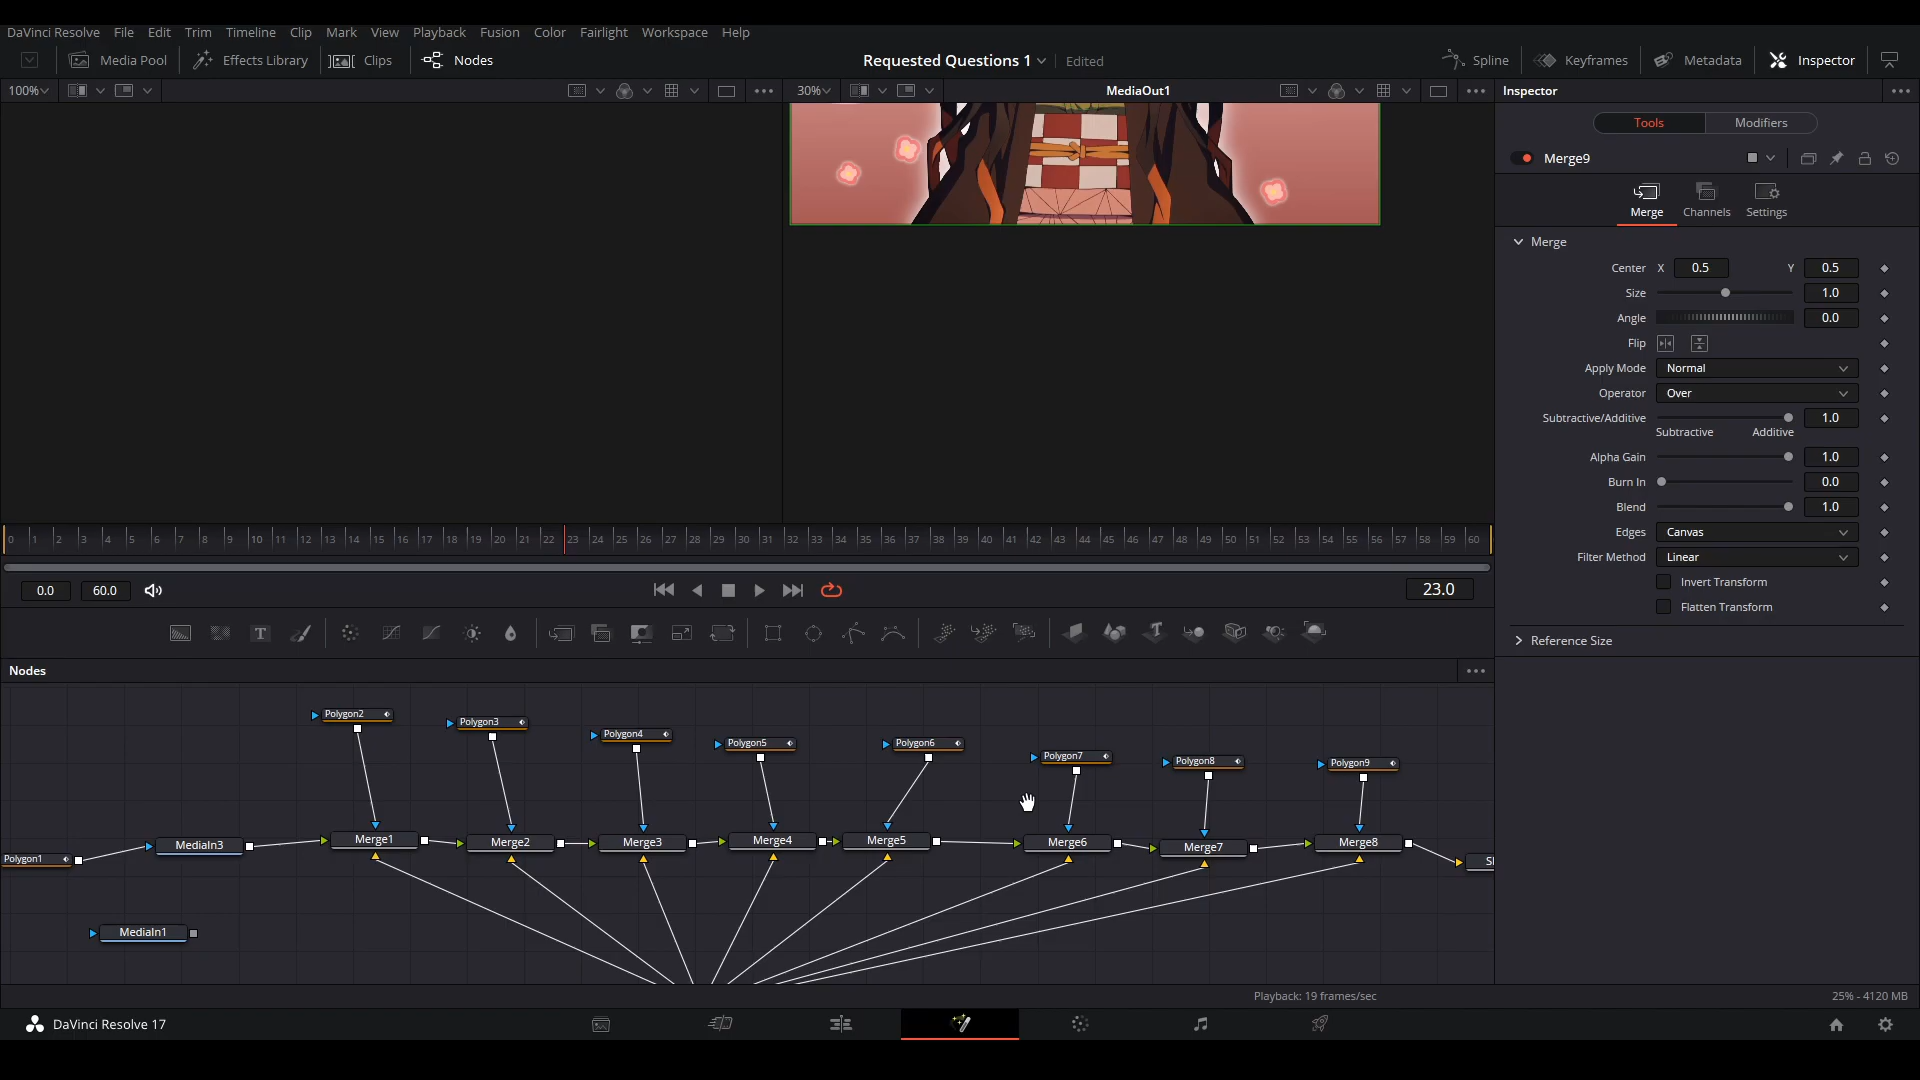 DaVinci Resolve File Edit Trim Timeline Clip Mark View Playback Fusion Color Fairlight Workspace Help
Media Pool Effects Library Clips Nodes Requested Questions 1 Edited Spline Keyframes Metadata Inspector
100% 30% MediaOut1 Inspector
Tools Modifiers
Merge9
Merge Channels Settings
Merge
Center X 0.5 Y 0.5
Size 1.0
Angle 0.0
Flip
Apply Mode Normal
Operator Over
Subtractive/Additive 1.0
Subtractive Additive
Alpha Gain 1.0
Burn In 0.0
Blend 1.0
Edges Canvas
Filter Method Linear
Invert Transform
Flatten Transform
Reference Size
0 1 2 3 4 5 6 7 8 9 10 11 12 13 14 15 16 17 18 19 20 21 22 23 24 25 26 27 28 29 30 31 32 33 34 35 36 37 38 39 40 41 42 43 44 45 46 47 48 49 50 51 52 53 54 55 56 57 58 59 60
0.0 60.0 23.0
T
Nodes
Polygon2 Polygon3 Polygon4 Polygon5 Polygon6 Polygon7 Polygon8 Polygon9
Polygon1 MediaIn3 Merge1 Merge2 Merge3 Merge4 Merge5 Merge6 Merge7 Merge8
MediaIn1
Playback: 19 frames/sec 25% - 4120 MB
DaVinci Resolve 17